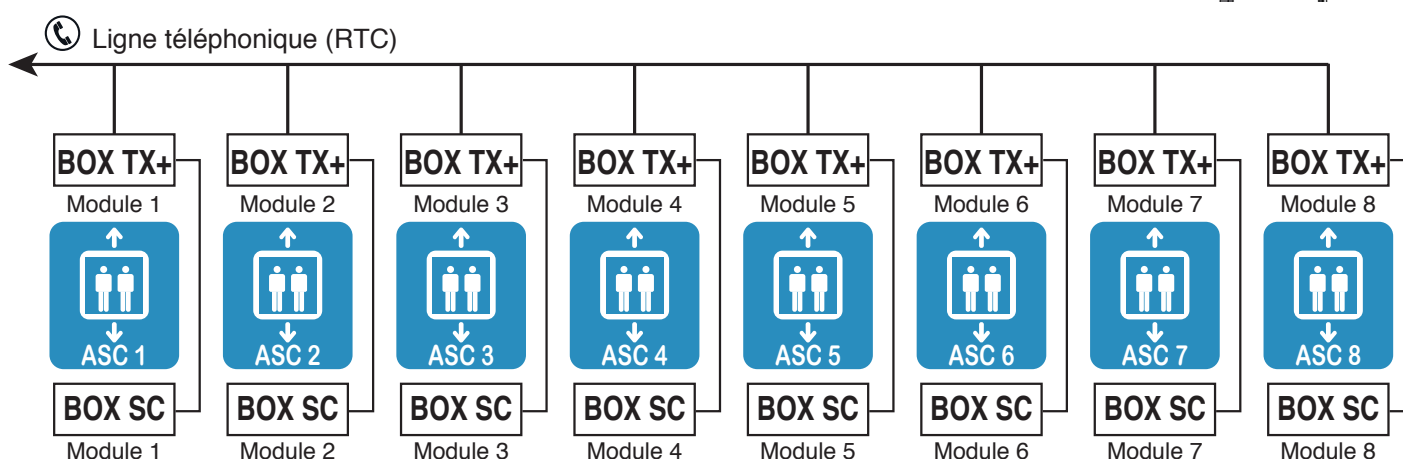 Ligne téléphonique (RTC)
BOX TX+ BOX TX+ BOX TX+ BOX TX+ BOX TX+ BOX TX+ BOX TX+ BOX TX+
Module 1 Module 2 Module 3 Module 4 Module 5 Module 6 Module 7 Module 8
ASC 1 ASC 2 ASC 3 ASC 4 ASC 5 ASC 6 ASC 7 ASC 8
BOX SC BOX SC BOX SC BOX SC BOX SC BOX SC BOX SC BOX SC
Module 1 Module 2 Module 3 Module 4 Module 5 Module 6 Module 7 Module 8